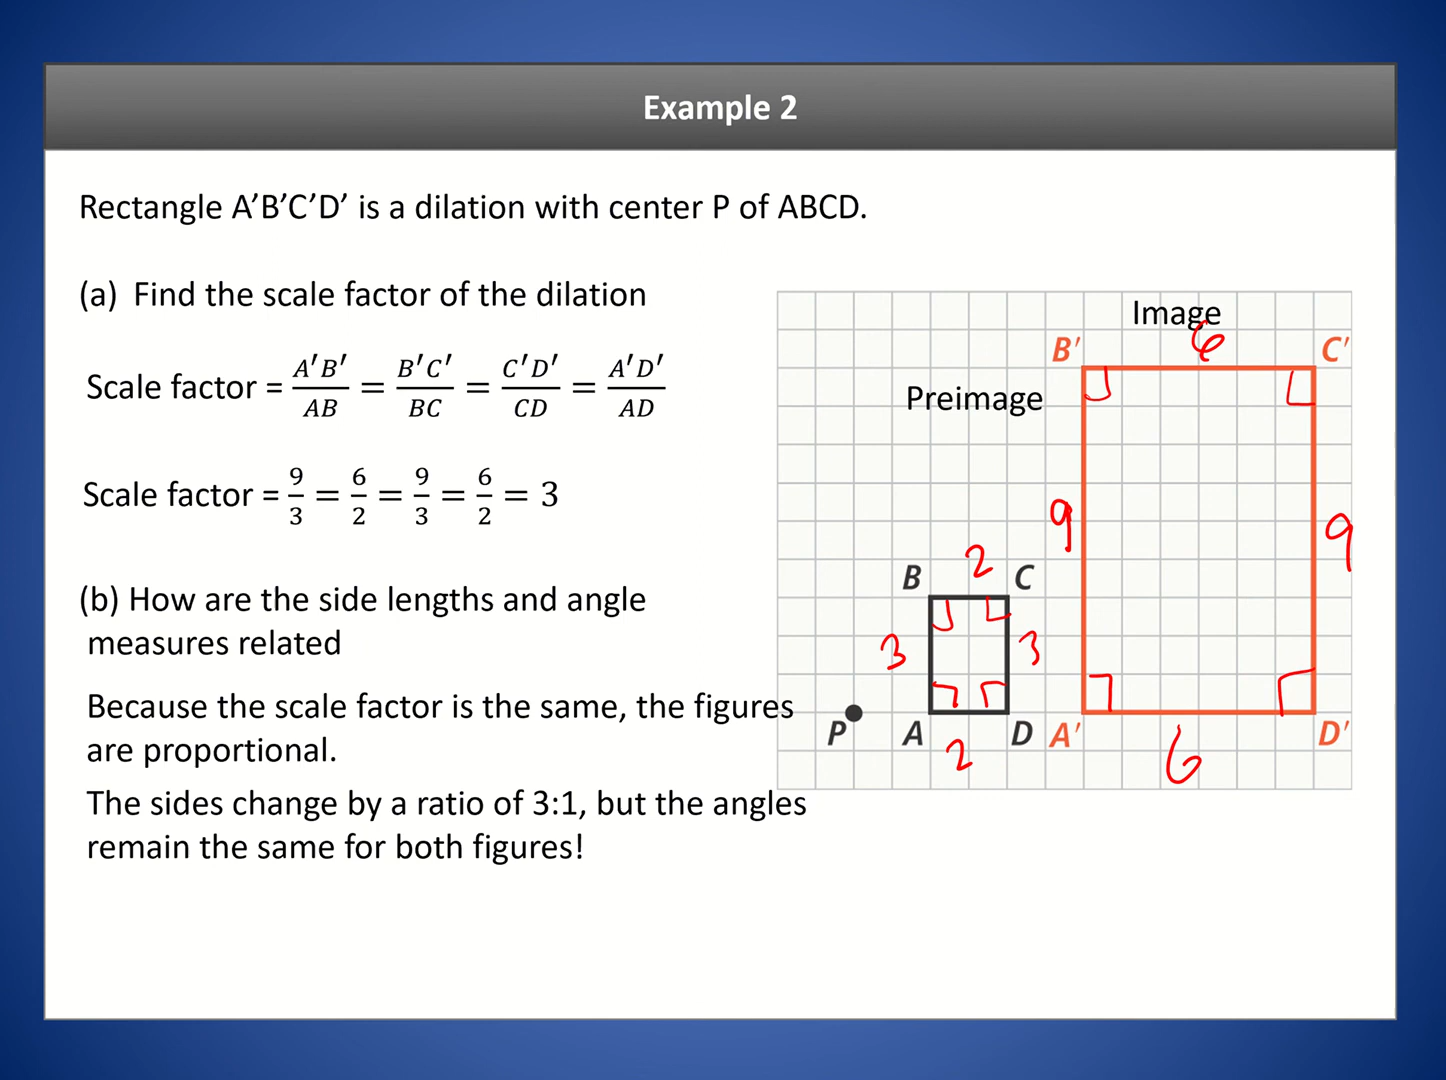 Example 2
Rectangle A’B’C’D’ is a dilation with center P of ABCD.
(a) Find the scale factor of the dilation
Scale factor = A′B′/AB = B′C′/BC = C′D′/CD = A′D′/AD
Scale factor = 9/3 = 6/2 = 9/3 = 6/2 = 3
(b) How are the side lengths and angle
measures related
Because the scale factor is the same, the figures
are proportional.
The sides change by a ratio of 3:1, but the angles
remain the same for both figures!
Image
6
B′ C′
Preimage
9 9
2
B C
3 3
P A D A′ D′
2 6